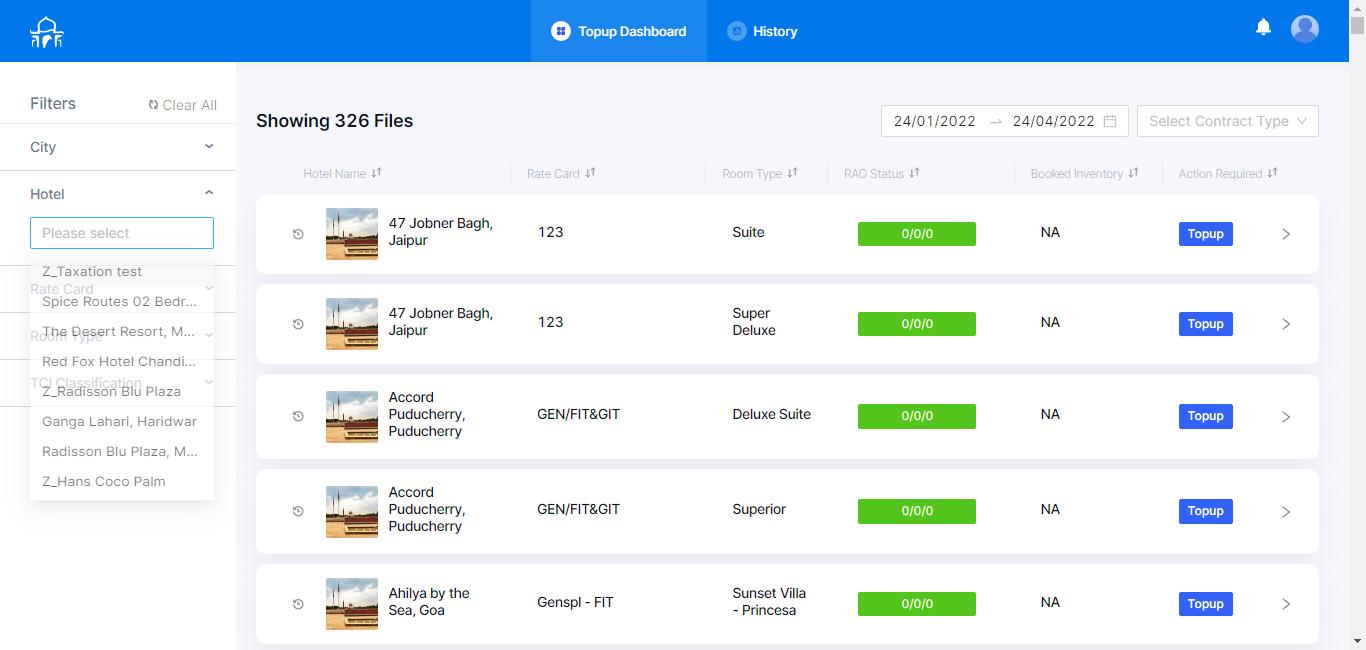 Topup Dashboard
History
Filters
Clear All
City
Hotel
Please select
Z_Taxation test
Rate Card
Spice Routes 02 Bedr...
The Desert Resort, M...
Room Type
Red Fox Hotel Chandi...
TCI Classification
Z_Radisson Blu Plaza
Ganga Lahari, Haridwar
Radisson Blu Plaza, M...
Z_Hans Coco Palm
Showing 326 Files
24/01/2022 → 24/04/2022
Select Contract Type
Hotel Name Rate Card Room Type RAG Status Booked Inventory Action Required
47 Jobner Bagh,
Jaipur
123
Suite
0/0/0
NA
Topup
47 Jobner Bagh,
Jaipur
123
Super
Deluxe
0/0/0
NA
Topup
Accord
Puducherry,
Puducherry
GEN/FIT&GIT
Deluxe Suite
0/0/0
NA
Topup
Accord
Puducherry,
Puducherry
GEN/FIT&GIT
Superior
0/0/0
NA
Topup
Ahilya by the
Sea, Goa
Genspl - FIT
Sunset Villa
- Princesa
0/0/0
NA
Topup